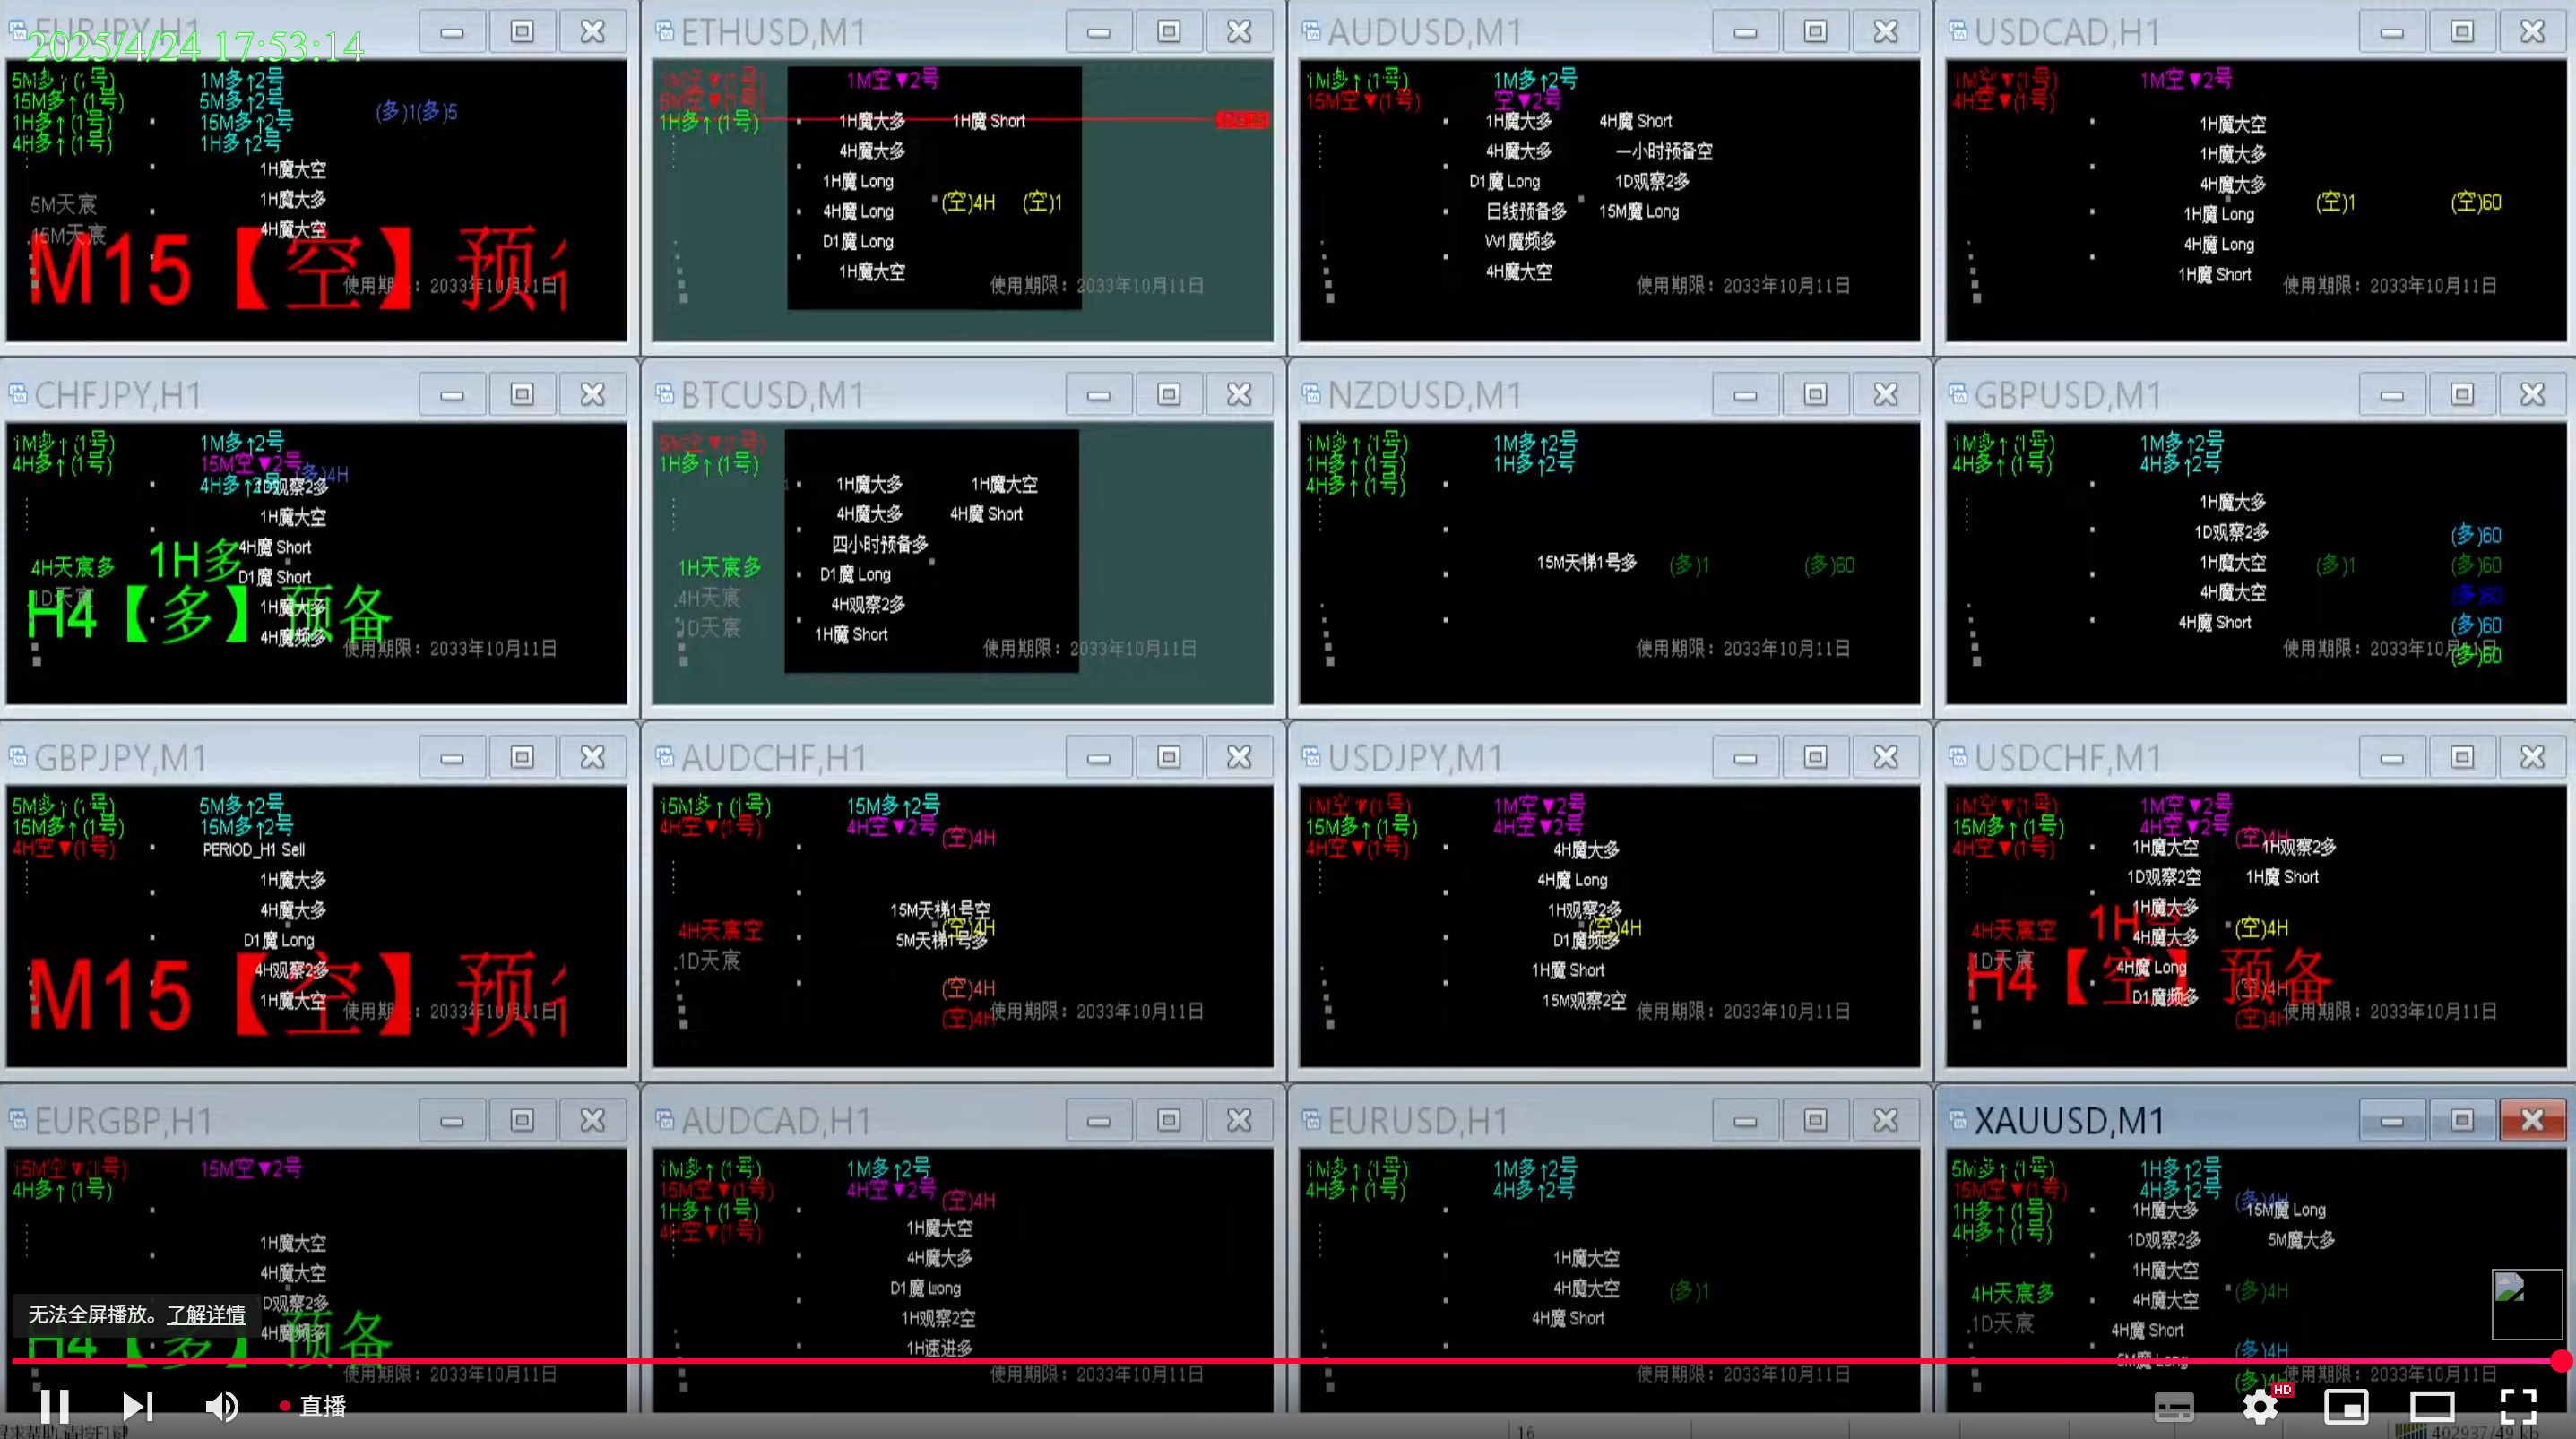 EURJPY,H1
2025/4/24 17:53:14
5M多↑(1号)
1M多↑2号
15M多↑(1号)
5M多↑2号
(多)1(多)5
1H多↑(1号)
15M多↑2号
4H多↑(1号)
1H多↑2号
1H魔大空
1H魔大多
5M天宸
4H魔大空
15M天宸
M15【空】预
2033年10月11日
ETHUSD,M1
1M空▼2号
1H多↑(1号)
1H魔大多
1H魔 Short
4H魔大多
1H魔 Long
(空)4H
(空)1
4H魔 Long
D1魔 Long
1H魔大空
使用期限：2033年10月11日
AUDUSD,M1
1M多↑(1号)
1M多↑2号
15M空▼(1号)
空▼2号
1H魔大多
4H魔 Short
4H魔大多
一小时预备空
D1魔 Long
1D观察2多
日线预备多
15M魔 Long
W1魔频多
4H魔大空
使用期限：2033年10月11日
USDCAD,H1
1M空▼(1号)
1M空▼2号
4H空▼(1号)
1H魔大空
1H魔大多
4H魔大多
(空)1
(空)60
1H魔 Long
4H魔 Long
1H魔 Short
使用期限：2033年10月11日
CHFJPY,H1
1M多↑(1号)
1M多↑2号
4H多↑(1号)
15M空▼2号
(多)4H
4H多↑2号
1D观察2多
1H魔大空
4H魔 Short
4H天宸多
1H多
D1魔 Short
1D天宸
1H魔大多
H4【多】预备
4H魔频多
使用期限：2033年10月11日
BTCUSD,M1
5M空▼(1号)
1H多↑(1号)
1H魔大多
1H魔大空
4H魔大多
4H魔 Short
四小时预备多
1H天宸多
D1魔 Long
4H天宸
4H观察2多
1D天宸
1H魔 Short
使用期限：2033年10月11日
NZDUSD,M1
1M多↑(1号)
1M多↑2号
1H多↑(1号)
1H多↑2号
4H多↑(1号)
15M天梯1号多
(多)1
(多)60
使用期限：2033年10月11日
GBPUSD,M1
1M多↑(1号)
1M多↑2号
4H多↑(1号)
4H多↑2号
1H魔大多
1D观察2多
(多)60
1H魔大空
(多)1
(多)60
4H魔大空
(多)60
4H魔 Short
(多)60
(多)60
使用期限：2033年10月
GBPJPY,M1
5M多↑(1号)
5M多↑2号
15M多↑(1号)
15M多↑2号
4H空▼(1号)
PERIOD_H1 Sell
1H魔大多
4H魔大多
D1魔 Long
4H观察2多
M15【空】预
1H魔大空
2033年10月11日
AUDCHF,H1
15M多↑(1号)
15M多↑2号
4H空▼(1号)
4H空▼2号
(空)4H
15M天梯1号空
4H天宸空
(空)4H
5M天梯1号多
1D天宸
(空)4H
(空)4H
使用期限：2033年10月11日
USDJPY,M1
1M空▼(1号)
1M空▼2号
15M多↑(1号)
4H空▼2号
4H空▼(1号)
4H魔大多
4H魔 Long
1H观察2多
(空)4H
D1魔频多
1H魔 Short
15M观察2空
使用期限：2033年10月11日
USDCHF,M1
1M空▼(1号)
1M空▼2号
15M多↑(1号)
4H空▼2号
4H空▼(1号)
(空)4H
1H魔大空
1H观察2多
1D观察2空
1H魔 Short
1H魔大多
4H天宸空
1H
4H魔大多
(空)4H
1D天宸
4H魔 Long
H4【空】预备
D1魔频多
(空)4H
(空)4H
使用期限：2033年10月11日
EURGBP,H1
15M空▼(1号)
15M空▼2号
4H多↑(1号)
1H魔大空
4H魔大空
1D观察2多
4H魔频多
H4【多】预备
使用期限：2033年10月11日
AUDCAD,H1
1M多↑(1号)
1M多↑2号
15M空▼(1号)
4H空▼2号
(空)4H
1H多↑(1号)
4H空▼(1号)
1H魔大空
4H魔大多
D1魔 Long
1H观察2空
1H速进多
使用期限：2033年10月11日
EURUSD,H1
1M多↑(1号)
1M多↑2号
4H多↑(1号)
4H多↑2号
1H魔大空
4H魔大空
(多)1
4H魔 Short
使用期限：2033年10月11日
XAUUSD,M1
5M多↑(1号)
1H多↑2号
15M空▼(1号)
4H多↑2号
(多)4H
1H多↑(1号)
1H魔大多
15M魔 Long
4H多↑(1号)
1D观察2多
5M魔大多
1H魔大空
4H天宸多
4H魔大空
(多)4H
1D天宸
4H魔 Short
(多)4H
5M魔 Long
使用期限：2033年10月11日
无法全屏播放。了解详情
直播
HD
16
402937/49 kb